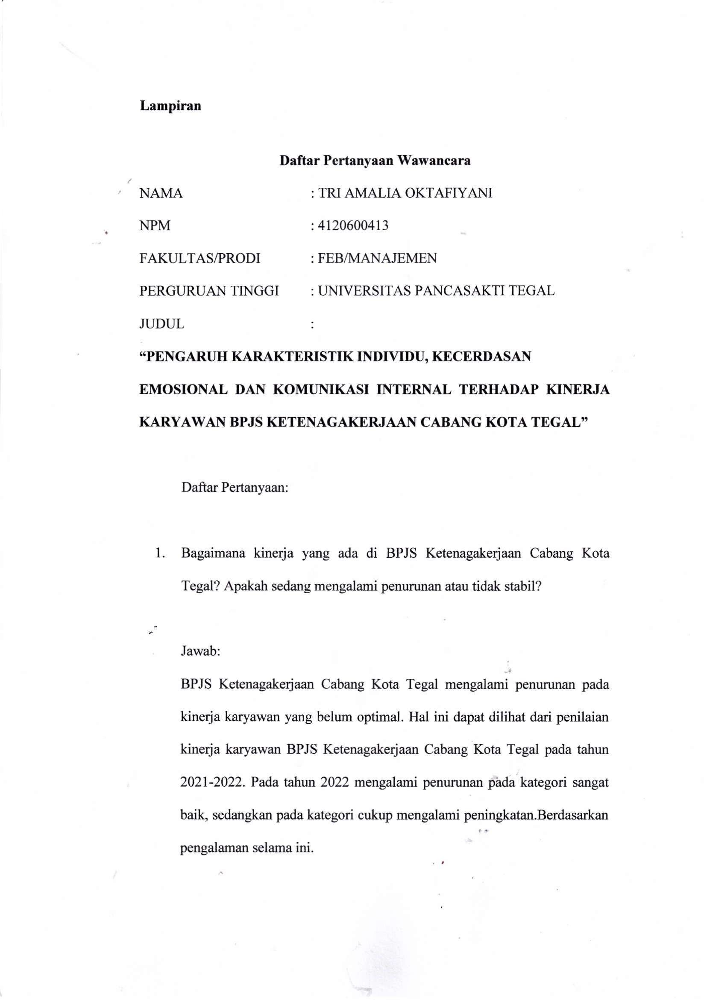 Lampiran
Daftar Pertanyaan Wawancara
NAMA : TRI AMALIA OKTAFIYANI
NPM : 4120600413
FAKULTAS/PRODI : FEB/MANAJEMEN
PERGURUAN TINGGI : UNIVERSITAS PANCASAKTI TEGAL
JUDUL :
“PENGARUH KARAKTERISTIK INDIVIDU, KECERDASAN
EMOSIONAL DAN KOMUNIKASI INTERNAL TERHADAP KINERJA
KARYAWAN BPJS KETENAGAKERJAAN CABANG KOTA TEGAL”
Daftar Pertanyaan:
1. Bagaimana kinerja yang ada di BPJS Ketenagakerjaan Cabang Kota
Tegal? Apakah sedang mengalami penurunan atau tidak stabil?
Jawab:
BPJS Ketenagakerjaan Cabang Kota Tegal mengalami penurunan pada
kinerja karyawan yang belum optimal. Hal ini dapat dilihat dari penilaian
kinerja karyawan BPJS Ketenagakerjaan Cabang Kota Tegal pada tahun
2021-2022. Pada tahun 2022 mengalami penurunan pada kategori sangat
baik, sedangkan pada kategori cukup mengalami peningkatan.Berdasarkan
pengalaman selama ini.